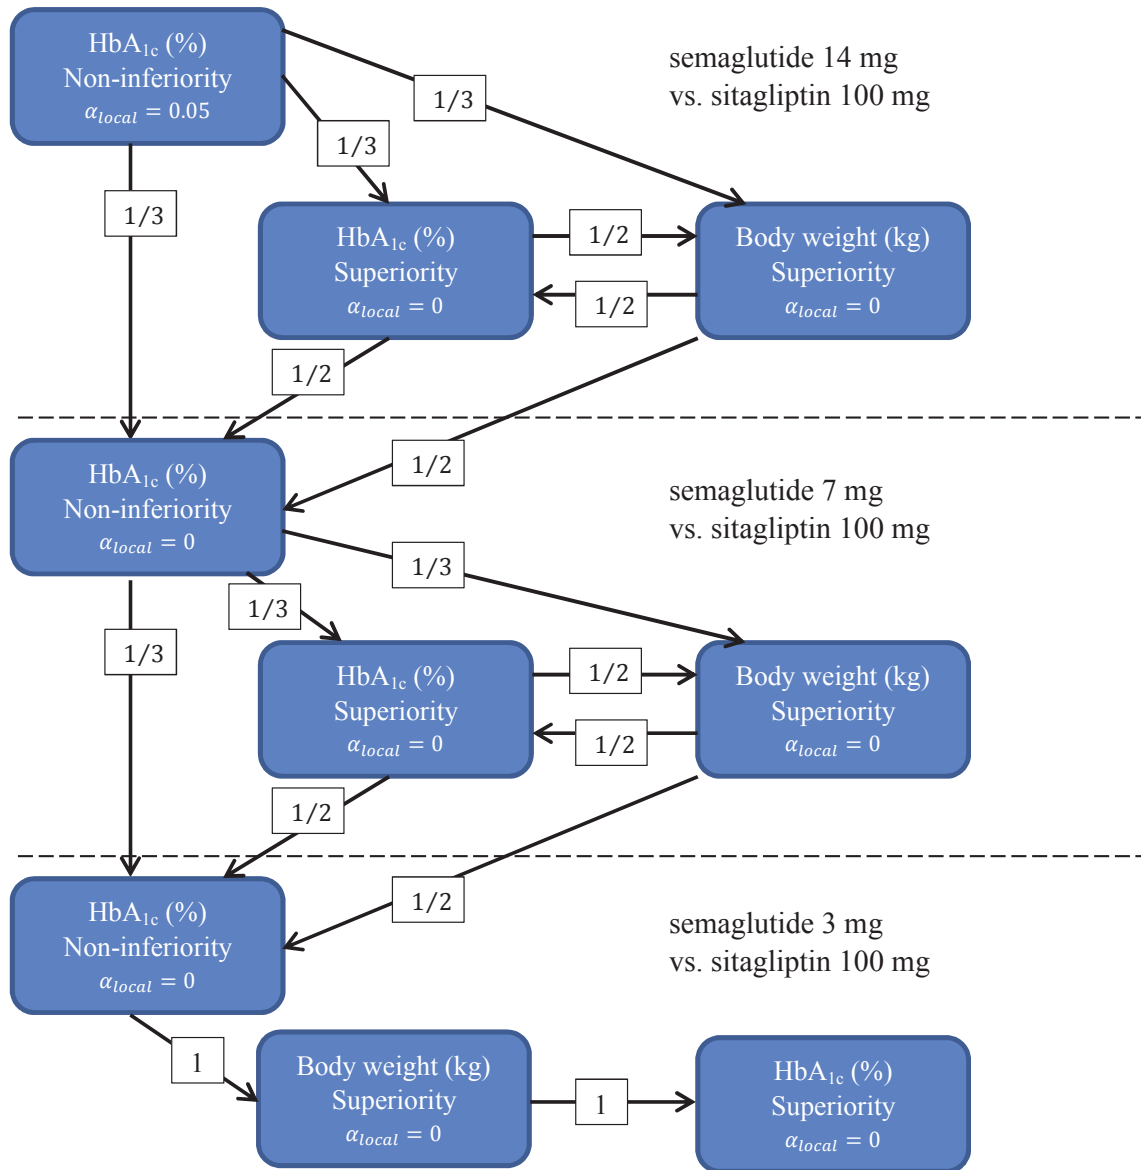 HbA1c (%)
Non-inferiority
αlocal = 0.05
semaglutide 14 mg
vs. sitagliptin 100 mg
1/3
1/3
1/3
HbA1c (%)
Superiority
αlocal = 0
1/2
1/2
Body weight (kg)
Superiority
αlocal = 0
1/2
1/2
HbA1c (%)
Non-inferiority
αlocal = 0
semaglutide 7 mg
vs. sitagliptin 100 mg
1/3
1/3
1/3
HbA1c (%)
Superiority
αlocal = 0
1/2
1/2
Body weight (kg)
Superiority
αlocal = 0
1/2
1/2
HbA1c (%)
Non-inferiority
αlocal = 0
semaglutide 3 mg
vs. sitagliptin 100 mg
1
Body weight (kg)
Superiority
αlocal = 0
1
HbA1c (%)
Superiority
αlocal = 0